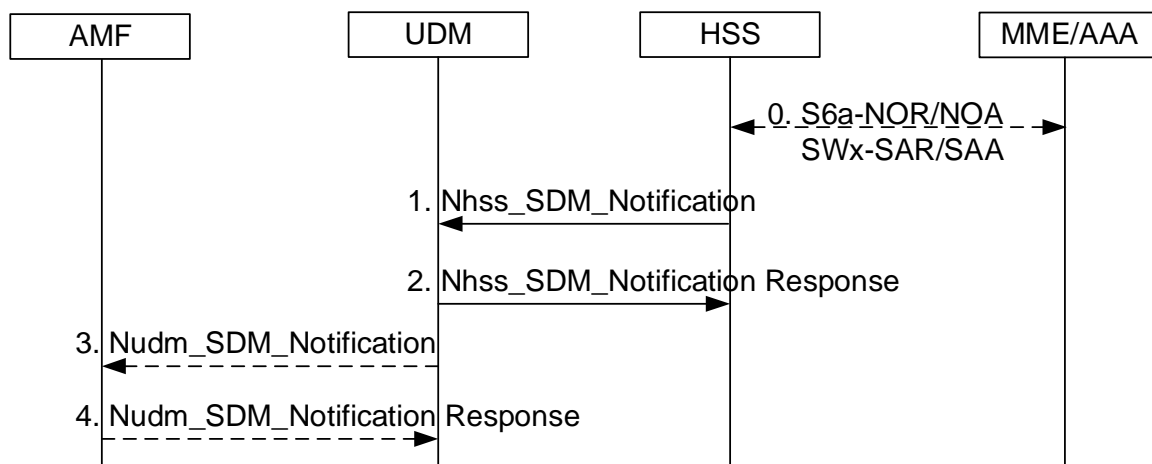 AMF
UDM
HSS
MME/AAA
0. S6a-NOR/NOA
SWx-SAR/SAA
1. Nhss_SDM_Notification
2. Nhss_SDM_Notification Response
3. Nudm_SDM_Notification
4. Nudm_SDM_Notification Response